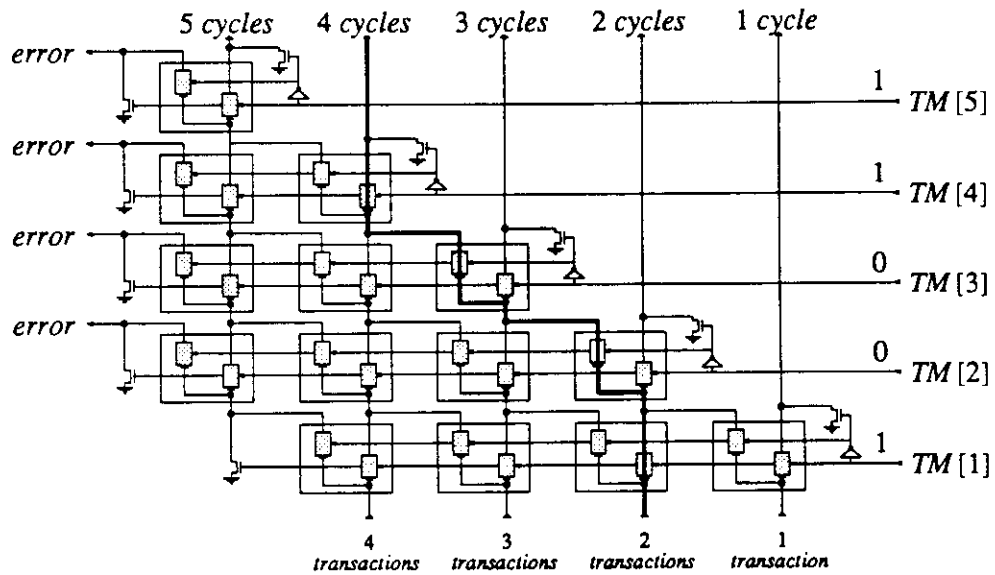 5 cycles 4 cycles 3 cycles 2 cycles 1 cycle
error
1 TM [5]
error
1 TM [4]
error
0 TM [3]
error
0 TM [2]
1 TM [1]
4 3 2 1
transactions transactions transactions transaction